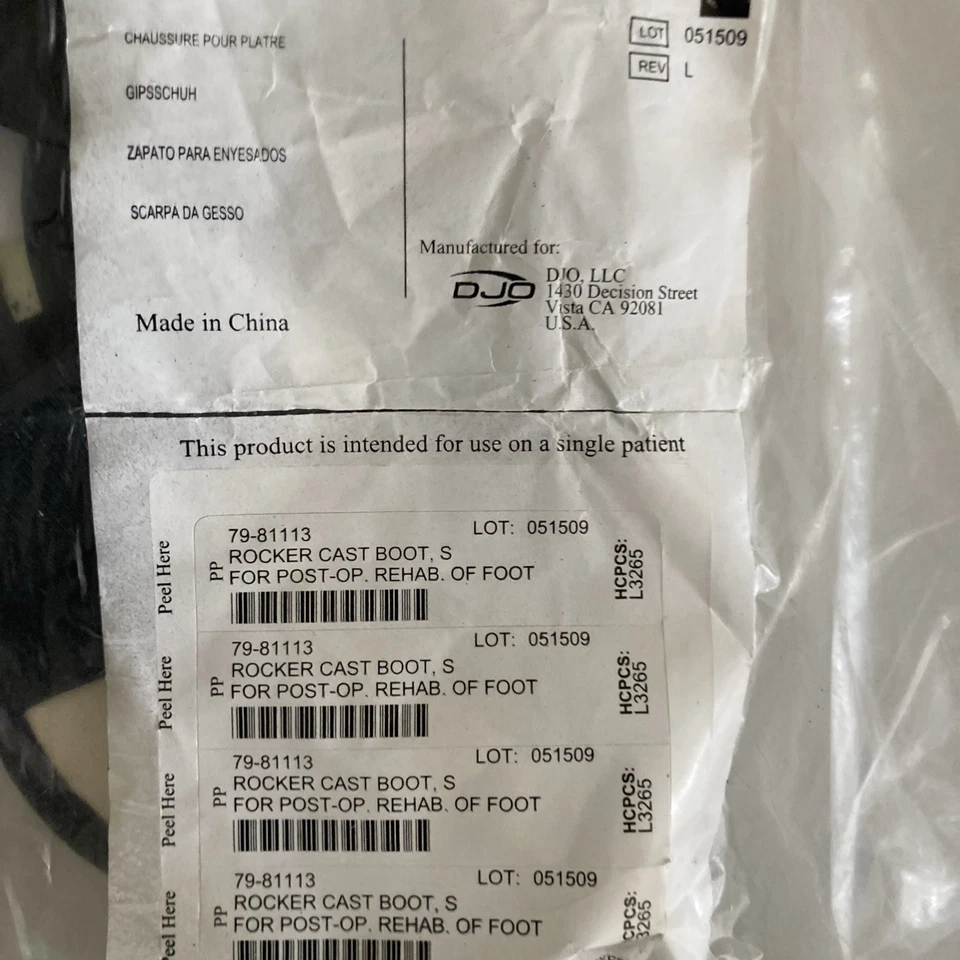 CHAUSSURE POUR PLATRE
GIPSSCHUH
ZAPATO PARA ENYESADOS
SCARPA DA GESSO
Made in China
LOT 051509
REV L
Manufactured for:
DJO
DJO, LLC
1430 Decision Street
Vista CA 92081
U.S.A.
This product is intended for use on a single patient
Peel Here
79-81113 LOT: 051509
PP
ROCKER CAST BOOT, S
FOR POST-OP. REHAB. OF FOOT
HCPCS:
L3265
Peel Here
79-81113 LOT: 051509
PP
ROCKER CAST BOOT, S
FOR POST-OP. REHAB. OF FOOT
HCPCS:
L3265
Peel Here
79-81113 LOT: 051509
PP
ROCKER CAST BOOT, S
FOR POST-OP. REHAB. OF FOOT
HCPCS:
L3265
Peel Here
79-81113 LOT: 051509
PP
ROCKER CAST BOOT, S
FOR POST-OP. REHAB. OF FOOT
CPCS:
3265